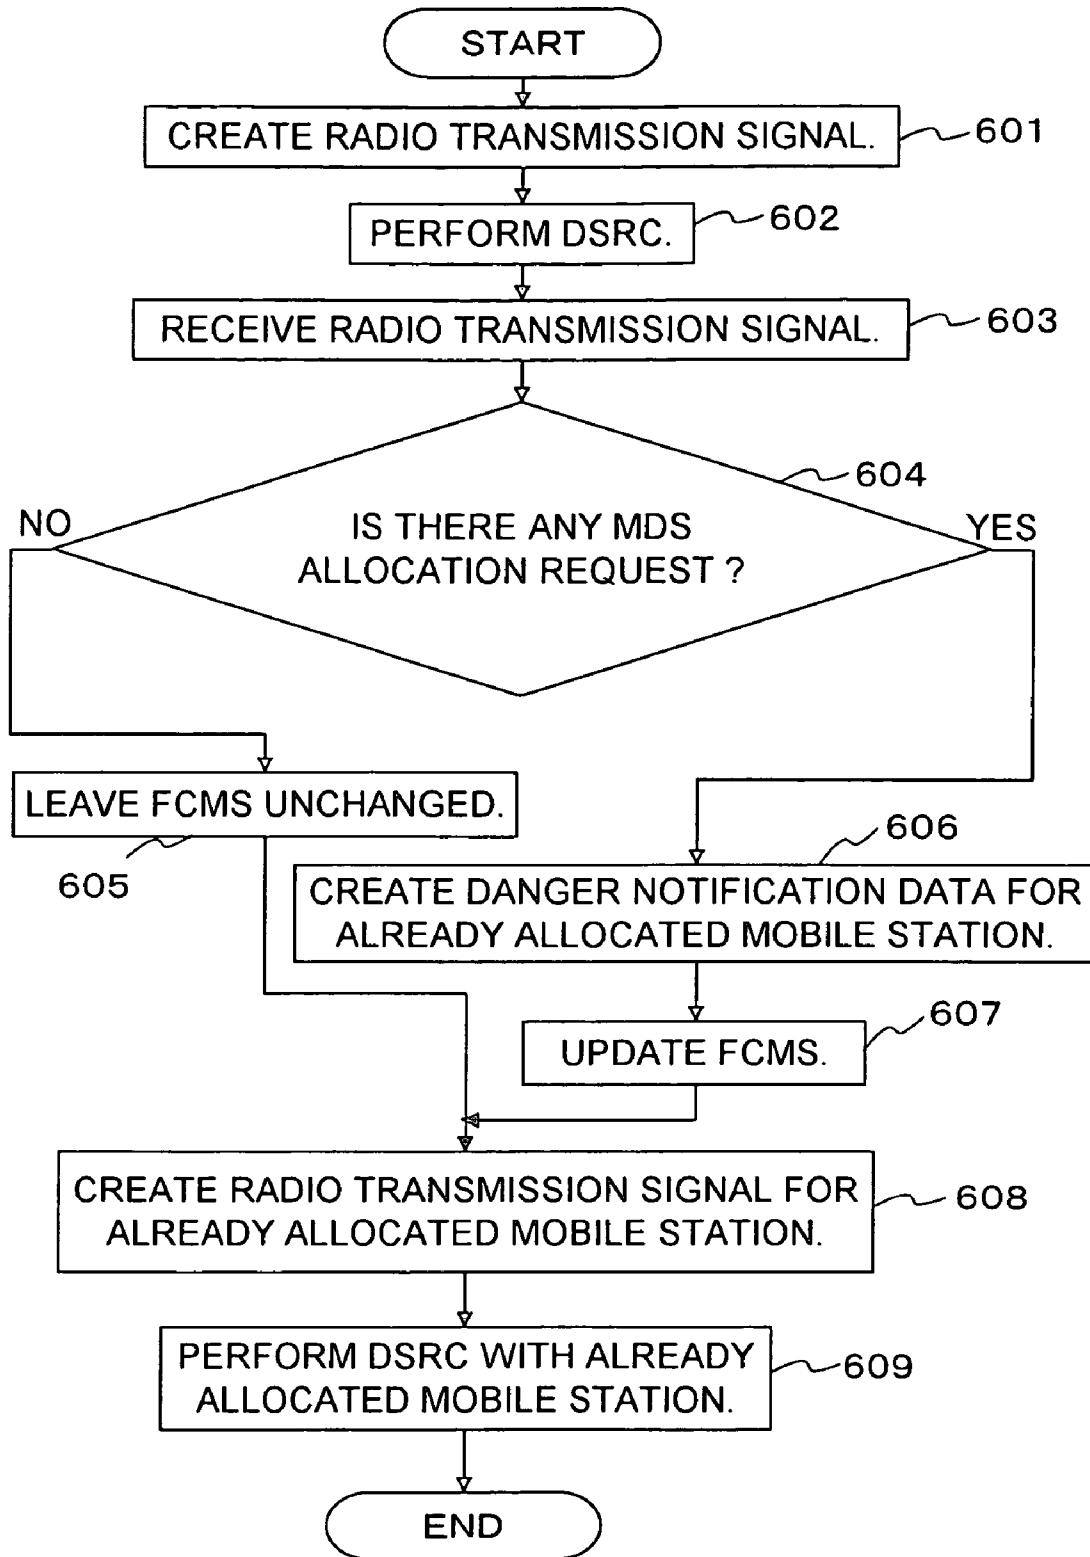 START
CREATE RADIO TRANSMISSION SIGNAL.
601
PERFORM DSRC.
602
RECEIVE RADIO TRANSMISSION SIGNAL.
603
604
NO
IS THERE ANY MDS
ALLOCATION REQUEST ?
YES
LEAVE FCMS UNCHANGED.
605
606
CREATE DANGER NOTIFICATION DATA FOR
ALREADY ALLOCATED MOBILE STATION.
607
UPDATE FCMS.
CREATE RADIO TRANSMISSION SIGNAL FOR
ALREADY ALLOCATED MOBILE STATION.
608
PERFORM DSRC WITH ALREADY
ALLOCATED MOBILE STATION.
609
END